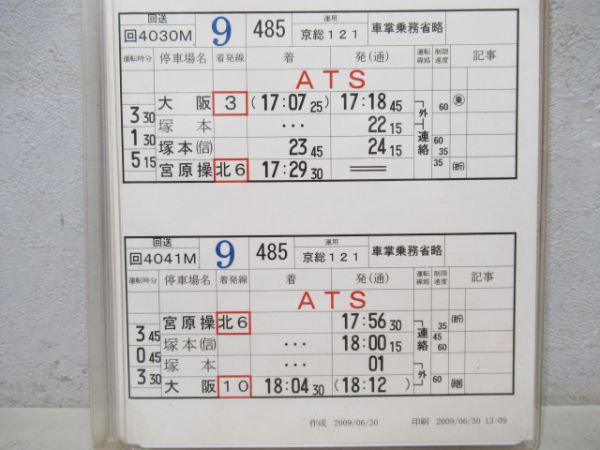 回送 9 485 運用 車掌乗務省略
回4030M 京総121
運転時分 停車場名 着発線 着 発(通) 運転線路 制限速度 記事
ATS
大阪 3 (17:07 25) 17:18 45 外 60 乗
3 30
塚本 ... 22 15
1 30
塚本(信) 23 45 24 15 連絡 60 35
5 15
宮原操 北6 17:29 30 35 (折)
回送 9 485 運用 車掌乗務省略
回4041M 京総121
運転時分 停車場名 着発線 着 発(通) 運転線路 制限速度 記事
ATS
宮原操 北6 17:56 30 連絡 35 (折)
3 45
塚本(信) ... 18:00 15 45 60
0 45
塚本 ... 01
3 30
大阪 10 18:04 30 (18:12 ) 外 60
作成 2009/06/30 印刷 2009/06/30 13:09